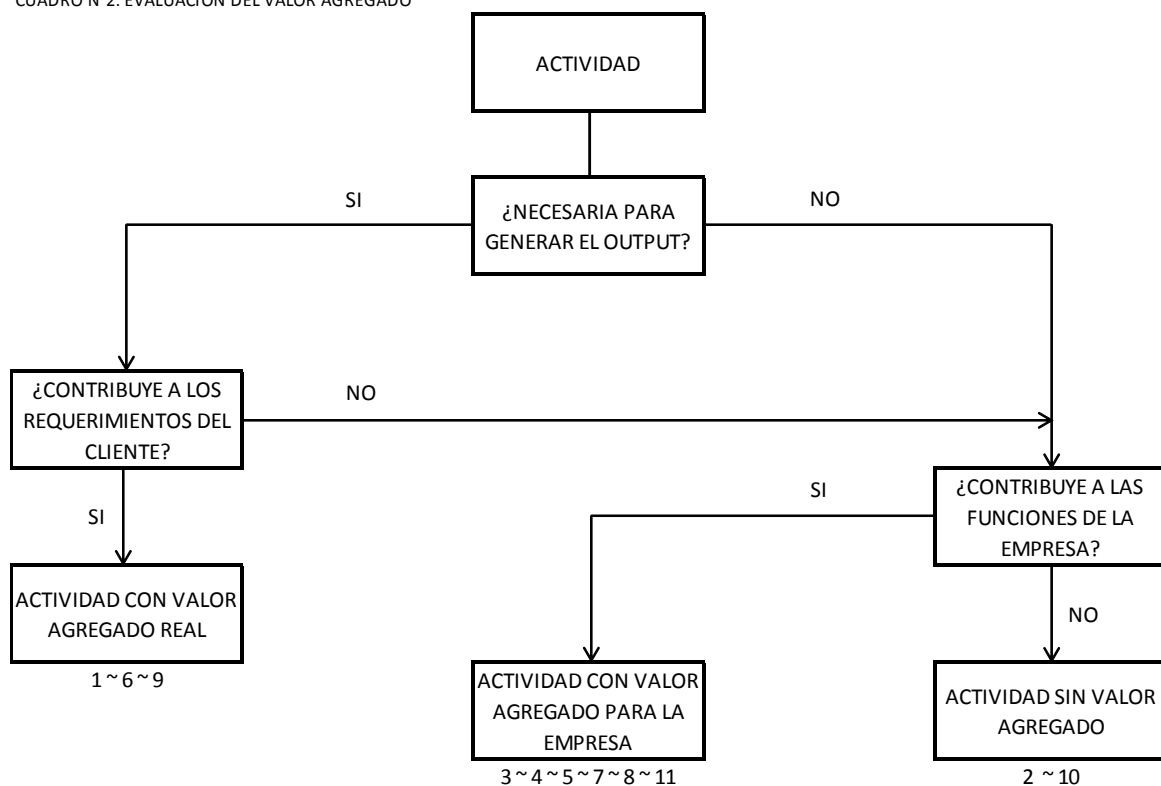 CUADRO N°2: EVALUACIÓN DEL VALOR AGREGADO
ACTIVIDAD
SI
¿NECESARIA PARA
GENERAR EL OUTPUT?
NO
¿CONTRIBUYE A LOS
REQUERIMIENTOS DEL
CLIENTE?
NO
SI
¿CONTRIBUYE A LAS
FUNCIONES DE LA
EMPRESA?
SI
ACTIVIDAD CON VALOR
AGREGADO REAL
1 ~ 6 ~ 9
NO
ACTIVIDAD CON VALOR
AGREGADO PARA LA
EMPRESA
3 ~ 4 ~ 5 ~ 7 ~ 8 ~ 11
ACTIVIDAD SIN VALOR
AGREGADO
2 ~ 10